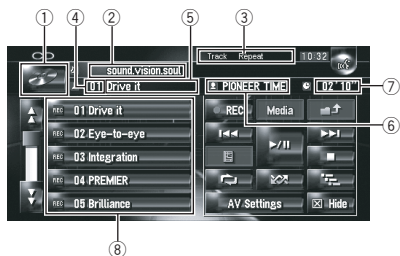 ② ⑤ ③
④
①
Track Repeat 10:32
sound.vision.soul
01 Drive it
PIONEER TIME 02'10"
⑦
REC 01 Drive it
REC 02 Eye-to-eye
REC 03 Integration
REC 04 PREMIER
REC 05 Brilliance
REC Media
⑥
AV Settings Hide
⑧